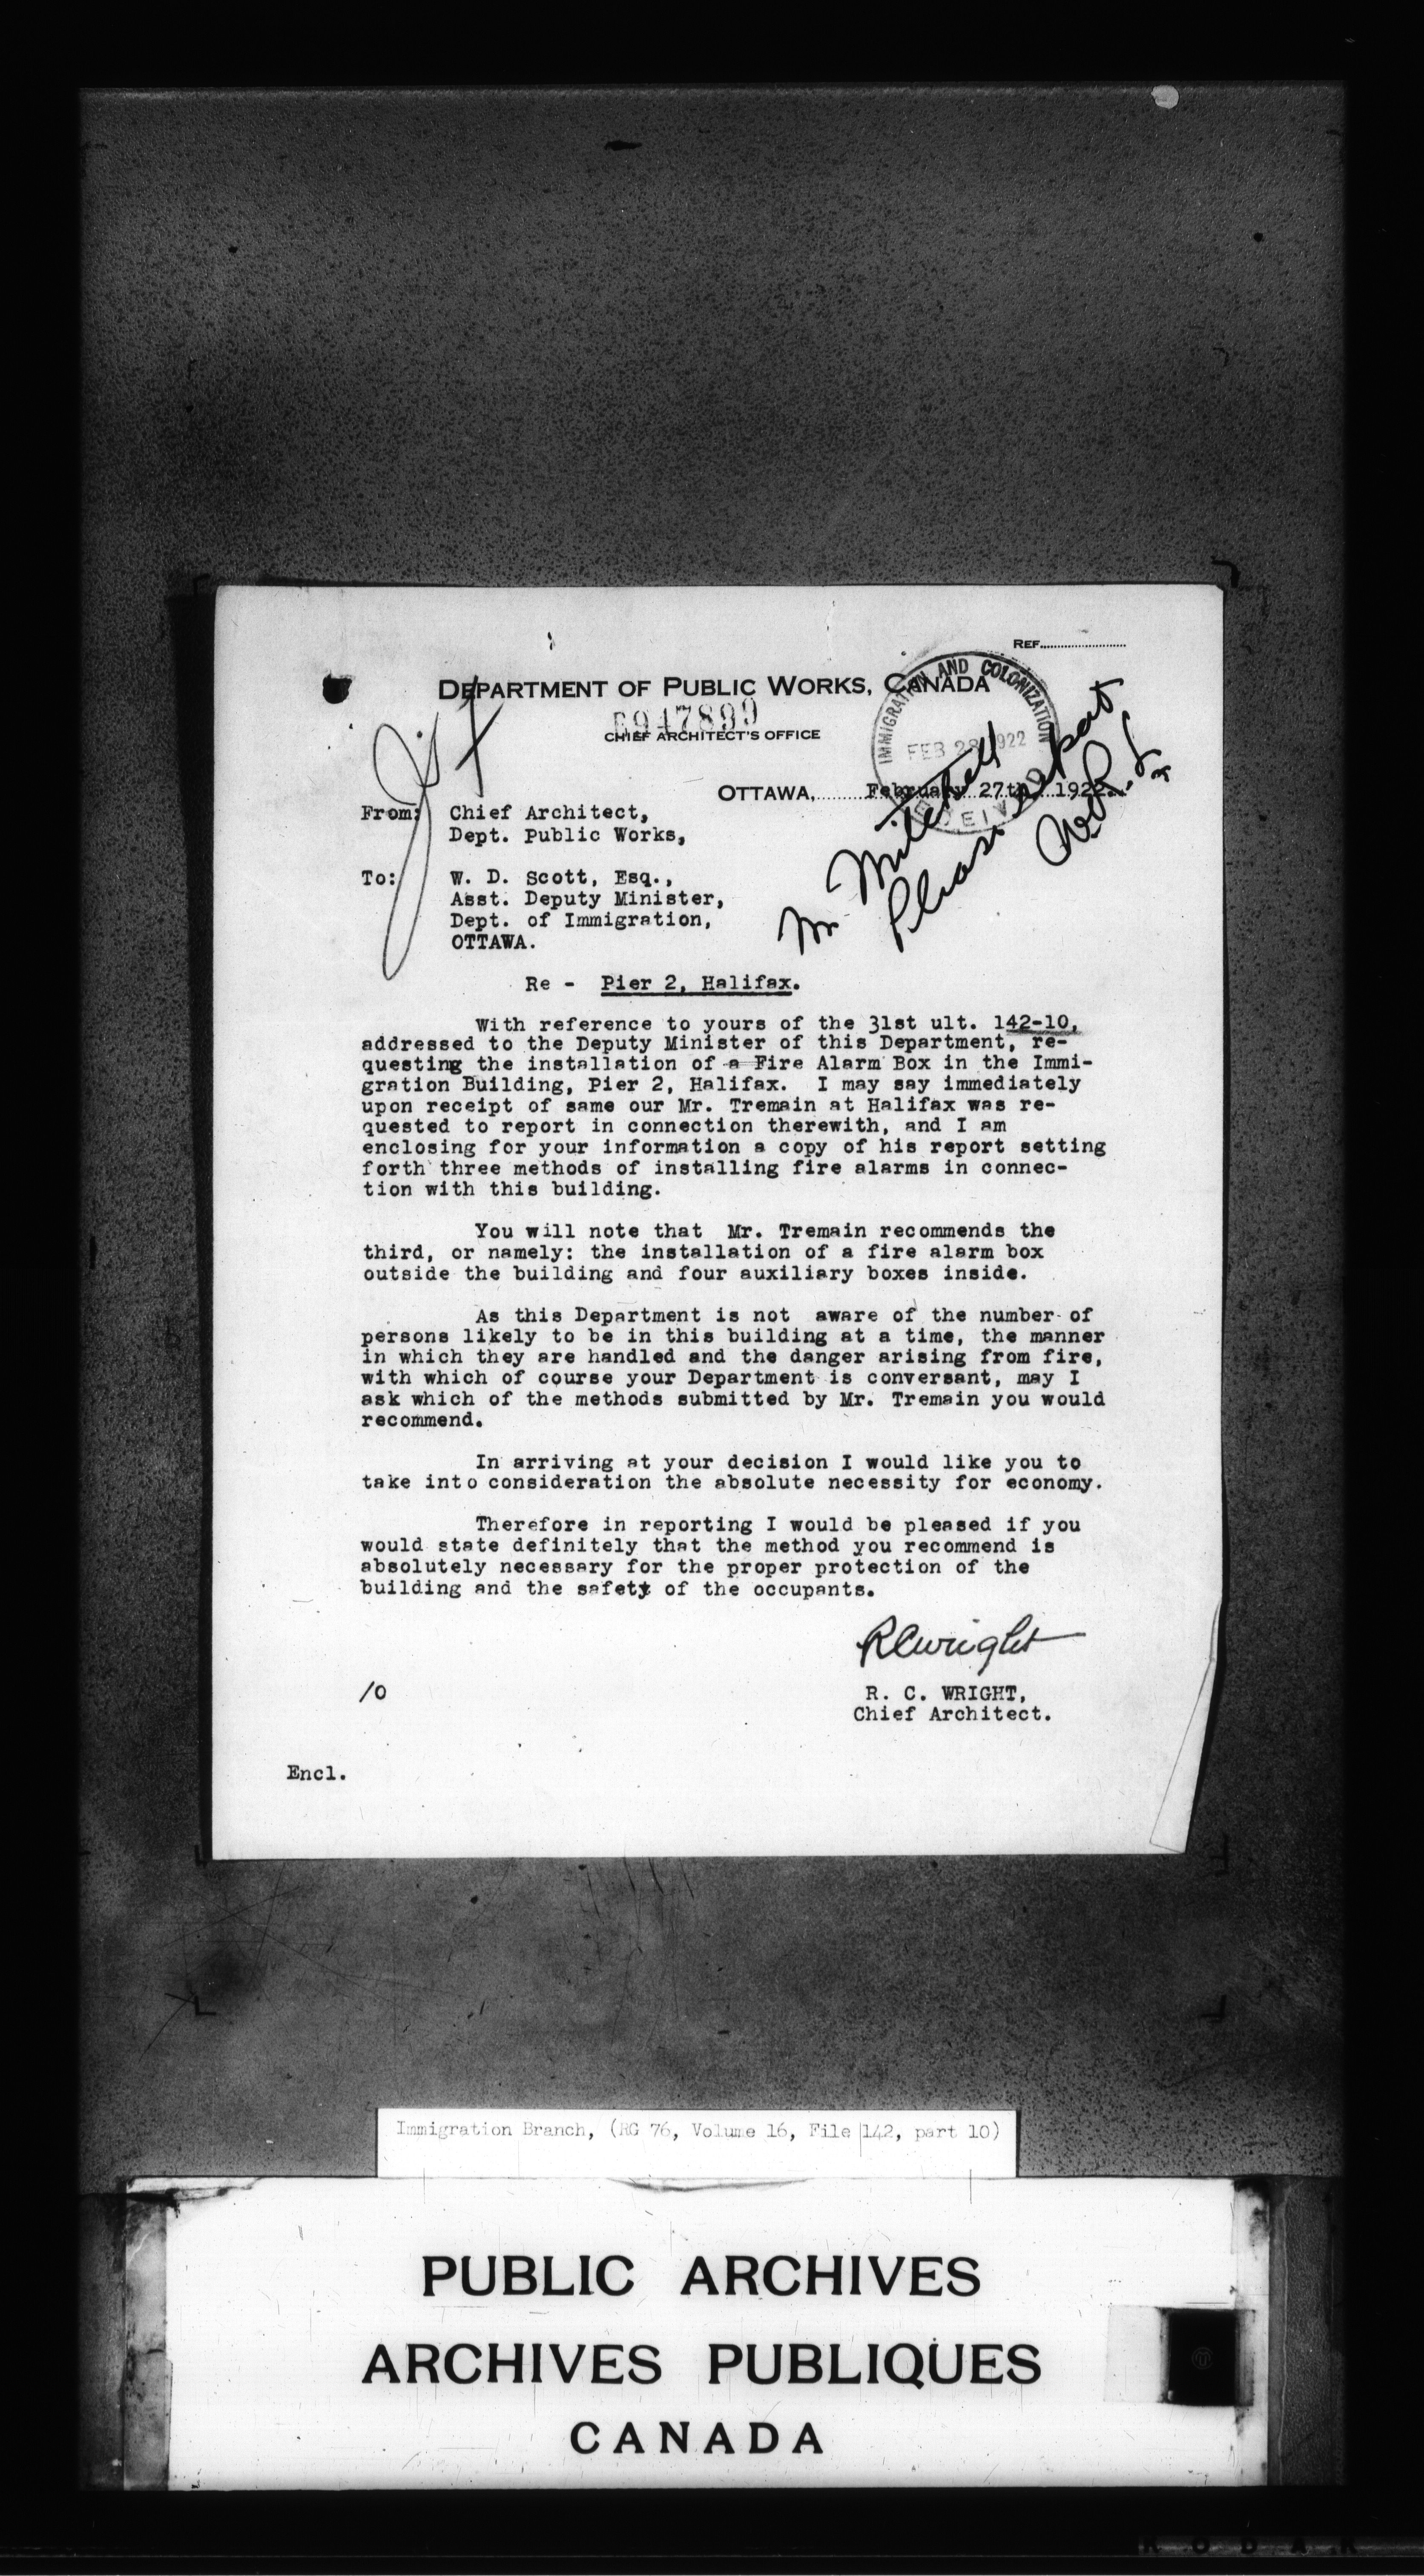 REF.........................
DEPARTMENT OF PUBLIC WORKS, CANADA
947899
CHIEF ARCHITECT'S OFFICE
IMMIGRATION AND COLONIZATION
FEB 28 1922
OTTAWA, February 27th, 1922.
Mr Mitchell
Please report
From: Chief Architect,
Dept. Public Works,
To: W. D. Scott, Esq.,
Asst. Deputy Minister,
Dept. of Immigration,
OTTAWA.
Re - Pier 2, Halifax.
With reference to yours of the 31st ult. 142-10,
addressed to the Deputy Minister of this Department, re-
questing the installation of a Fire Alarm Box in the Immi-
gration Building, Pier 2, Halifax. I may say immediately
upon receipt of same our Mr. Tremain at Halifax was re-
quested to report in connection therewith, and I am
enclosing for your information a copy of his report setting
forth three methods of installing fire alarms in connec-
tion with this building.
You will note that Mr. Tremain recommends the
third, or namely: the installation of a fire alarm box
outside the building and four auxiliary boxes inside.
As this Department is not aware of the number of
persons likely to be in this building at a time, the manner
in which they are handled and the danger arising from fire,
with which of course your Department is conversant, may I
ask which of the methods submitted by Mr. Tremain you would
recommend.
In arriving at your decision I would like you to
take into consideration the absolute necessity for economy.
Therefore in reporting I would be pleased if you
would state definitely that the method you recommend is
absolutely necessary for the proper protection of the
building and the safety of the occupants.
RCWright
/O
R. C. WRIGHT,
Chief Architect.
Encl.
Immigration Branch, (RG 76, Volume 16, File 142, part 10)
PUBLIC ARCHIVES
ARCHIVES PUBLIQUES
CANADA